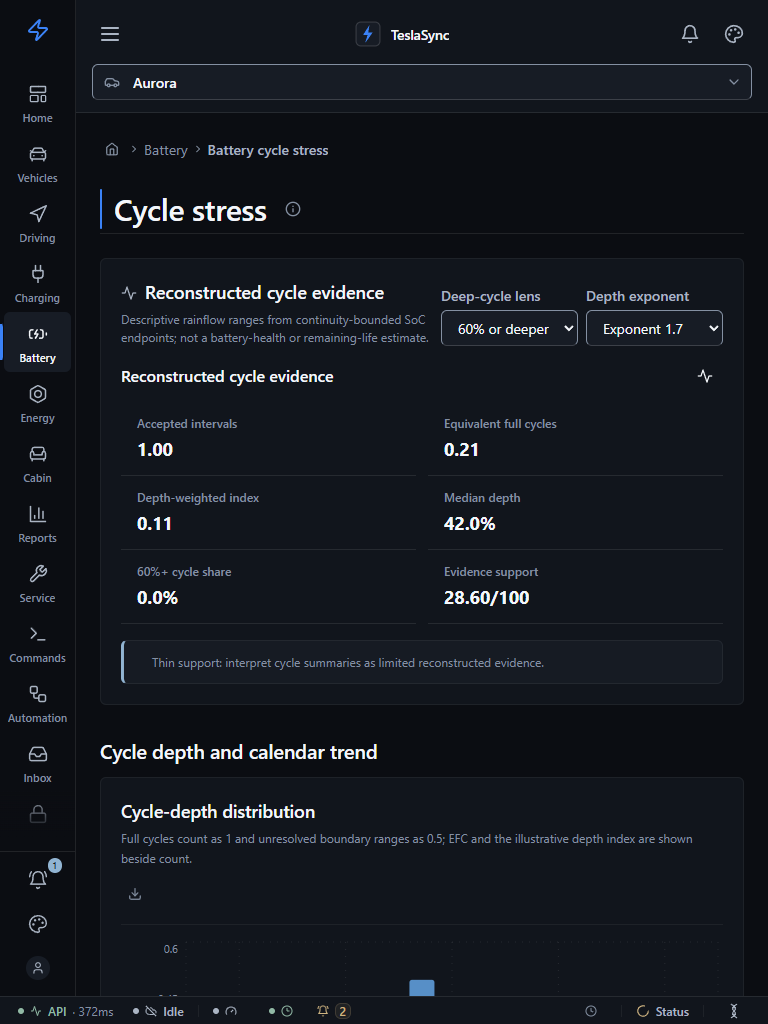 TeslaSync
Aurora
Home
Vehicles
Driving
Charging
Battery
Energy
Cabin
Reports
Service
Commands
Automation
Inbox
1
Battery
Battery cycle stress
Cycle stress
Reconstructed cycle evidence
Descriptive rainflow ranges from continuity-bounded SoC
endpoints; not a battery-health or remaining-life estimate.
Deep-cycle lens
60% or deeper
Depth exponent
Exponent 1.7
Reconstructed cycle evidence
Accepted intervals
1.00
Equivalent full cycles
0.21
Depth-weighted index
0.11
Median depth
42.0%
60%+ cycle share
0.0%
Evidence support
28.60/100
Thin support: interpret cycle summaries as limited reconstructed evidence.
Cycle depth and calendar trend
Cycle-depth distribution
Full cycles count as 1 and unresolved boundary ranges as 0.5; EFC and the illustrative depth index are shown
beside count.
0.6
API · 372ms
Idle
2
Status